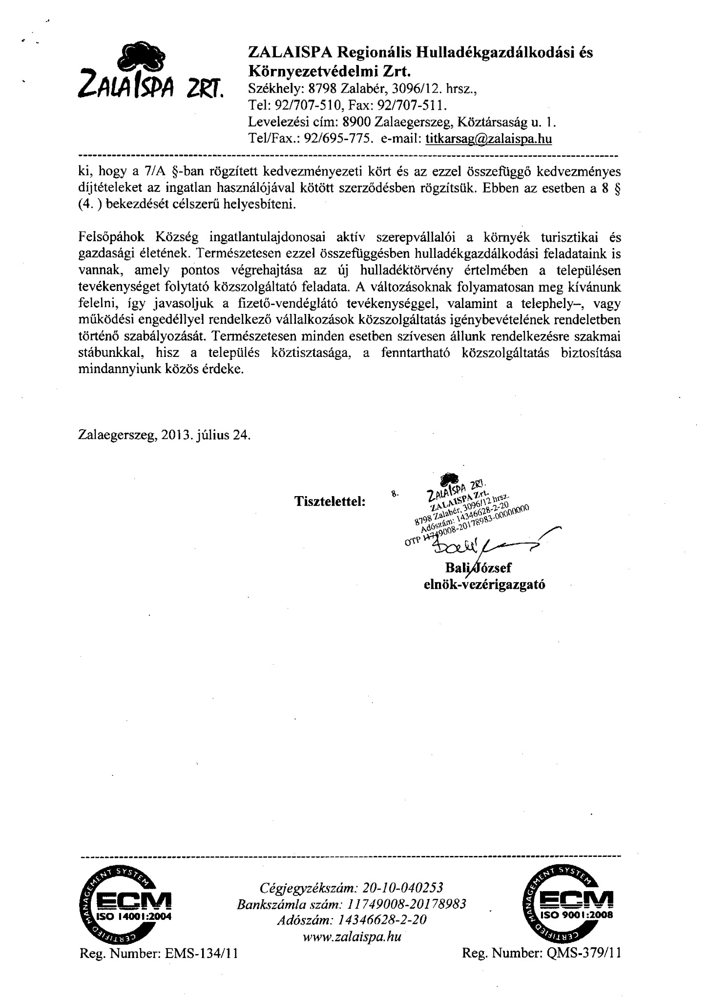 ZALAISPA ZRT.
ZALAISPA Regionális Hulladékgazdálkodási és
Környezetvédelmi Zrt.
Székhely: 8798 Zalabér, 3096/12. hrsz.,
Tel: 92/707-510, Fax: 92/707-511.
Levelezési cím: 8900 Zalaegerszeg, Köztársaság u. 1.
Tel/Fax.: 92/695-775. e-mail: titkarsag@zalaispa.hu
ki, hogy a 7/A §-ban rögzített kedvezményezeti kört és az ezzel összefüggő kedvezményes
díjtételeket az ingatlan használójával kötött szerződésben rögzítsük. Ebben az esetben a 8 §
(4. ) bekezdését célszerű helyesbíteni.
Felsőpáhok Község ingatlantulajdonosai aktív szerepvállalói a környék turisztikai és
gazdasági életének. Természetesen ezzel összefüggésben hulladékgazdálkodási feladataink is
vannak, amely pontos végrehajtása az új hulladéktörvény értelmében a településen
tevékenységet folytató közszolgáltató feladata. A változásoknak folyamatosan meg kívánunk
felelni, így javasoljuk a fizető-vendéglátó tevékenységgel, valamint a telephely–, vagy
működési engedéllyel rendelkező vállalkozások közszolgáltatás igénybevételének rendeletben
történő szabályozását. Természetesen minden esetben szívesen állunk rendelkezésre szakmai
stábunkkal, hisz a település köztisztasága, a fenntartható közszolgáltatás biztosítása
mindannyiunk közös érdeke.
Zalaegerszeg, 2013. július 24.
Tisztelettel:
8.
ZALAISPA ZRT.
ZALAISPA Zrt.
8798 Zalabér, 3096/12 hrsz.
Adószám: 14346628-2-20
OTP 11749008-20178983-00000000
Bali József
elnök-vezérigazgató
CERTIFIED MANAGEMENT SYSTEM
ECM
ISO 14001:2004
Reg. Number: EMS-134/11
Cégjegyzékszám: 20-10-040253
Bankszámla szám: 11749008-20178983
Adószám: 14346628-2-20
www.zalaispa.hu
CERTIFIED MANAGEMENT SYSTEM
ECM
ISO 9001:2008
Reg. Number: QMS-379/11